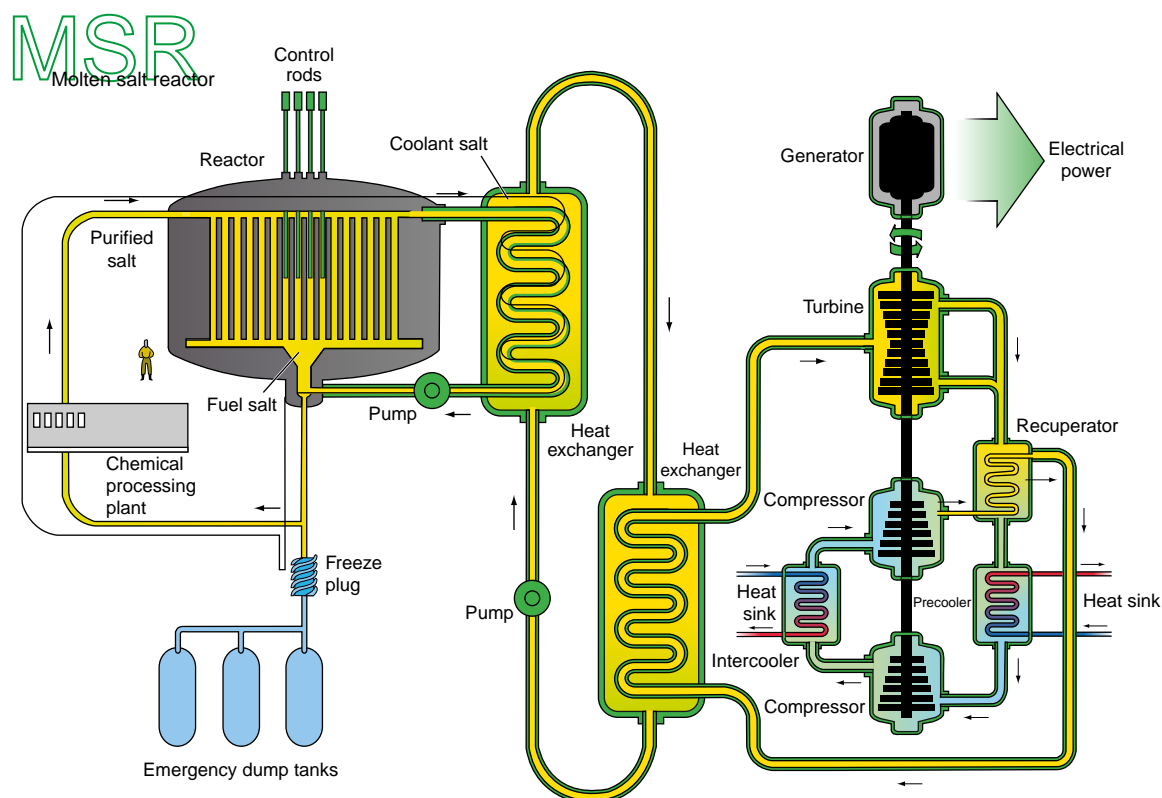 MSR
Molten salt reactor
Control
rods
Reactor
Coolant salt
Generator
Electrical
power
Purified
salt
Turbine
Fuel salt
Pump
Heat
exchanger
Heat
exchanger
Recuperator
Chemical
processing
plant
Compressor
Freeze
plug
Pump
Heat
sink
Precooler
Heat sink
Intercooler
Compressor
Emergency dump tanks